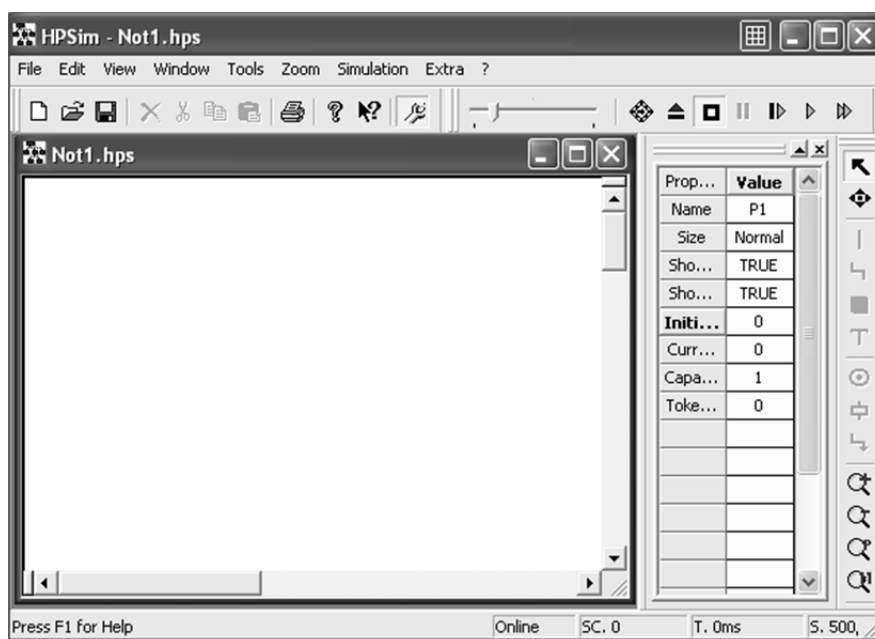 HPSim - Not1.hps
File Edit View Window Tools Zoom Simulation Extra ?
Not1.hps
Prop... Value
Name P1
Size Normal
Sho... TRUE
Sho... TRUE
Initi... 0
Curr... 0
Capa... 1
Toke... 0
Press F1 for Help Online SC. 0 T. 0ms S. 500,